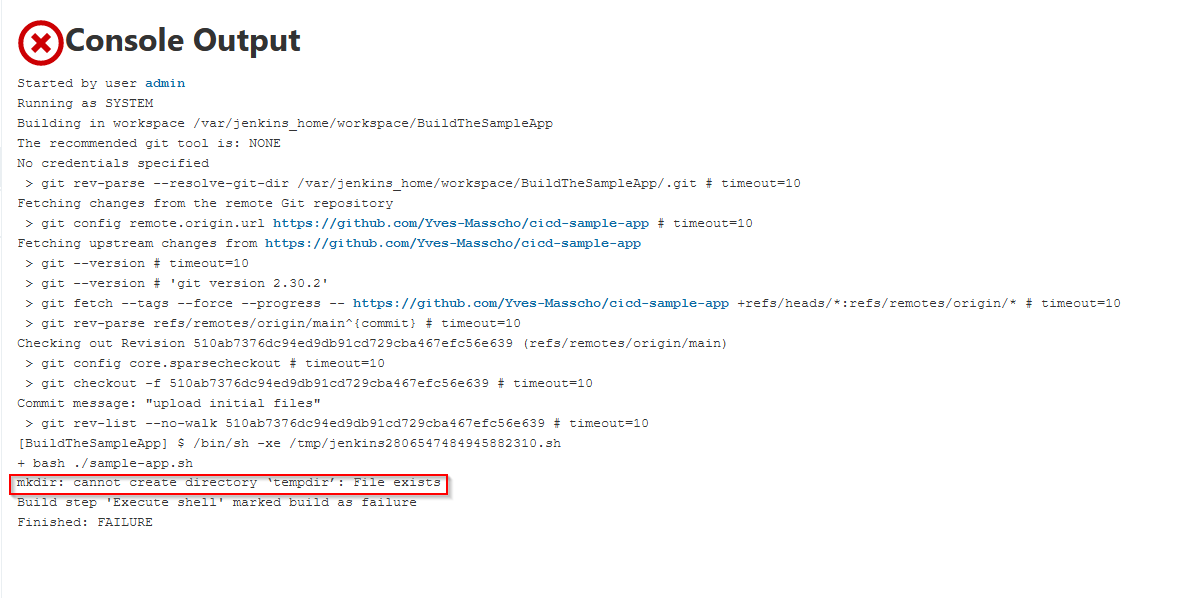 Console Output
Started by user admin
Running as SYSTEM
Building in workspace /var/jenkins_home/workspace/BuildTheSampleApp
The recommended git tool is: NONE
No credentials specified
 > git rev-parse --resolve-git-dir /var/jenkins_home/workspace/BuildTheSampleApp/.git # timeout=10
Fetching changes from the remote Git repository
 > git config remote.origin.url https://github.com/Yves-Masscho/cicd-sample-app # timeout=10
Fetching upstream changes from https://github.com/Yves-Masscho/cicd-sample-app
 > git --version # timeout=10
 > git --version # 'git version 2.30.2'
 > git fetch --tags --force --progress -- https://github.com/Yves-Masscho/cicd-sample-app +refs/heads/*:refs/remotes/origin/* # timeout=10
 > git rev-parse refs/remotes/origin/main^{commit} # timeout=10
Checking out Revision 510ab7376dc94ed9db91cd729cba467efc56e639 (refs/remotes/origin/main)
 > git config core.sparsecheckout # timeout=10
 > git checkout -f 510ab7376dc94ed9db91cd729cba467efc56e639 # timeout=10
Commit message: "upload initial files"
 > git rev-list --no-walk 510ab7376dc94ed9db91cd729cba467efc56e639 # timeout=10
[BuildTheSampleApp] $ /bin/sh -xe /tmp/jenkins2806547484945882310.sh
+ bash ./sample-app.sh
mkdir: cannot create directory ‘tempdir’: File exists
Build step 'Execute shell' marked build as failure
Finished: FAILURE